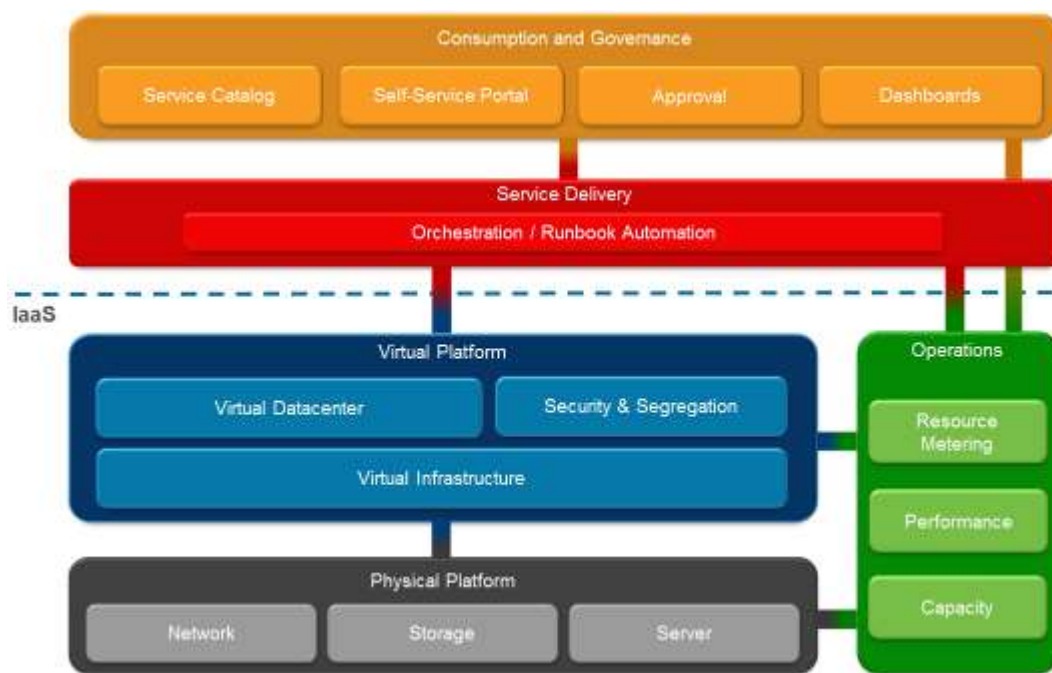 Consumption and Governance
Service Catalog
Self-Service Portal
Approval
Dashboards
Service Delivery
Orchestration / Runbook Automation
IaaS
Virtual Platform
Operations
Virtual Datacenter
Security & Segregation
Resource
Metering
Virtual Infrastructure
Performance
Physical Platform
Capacity
Network
Storage
Server